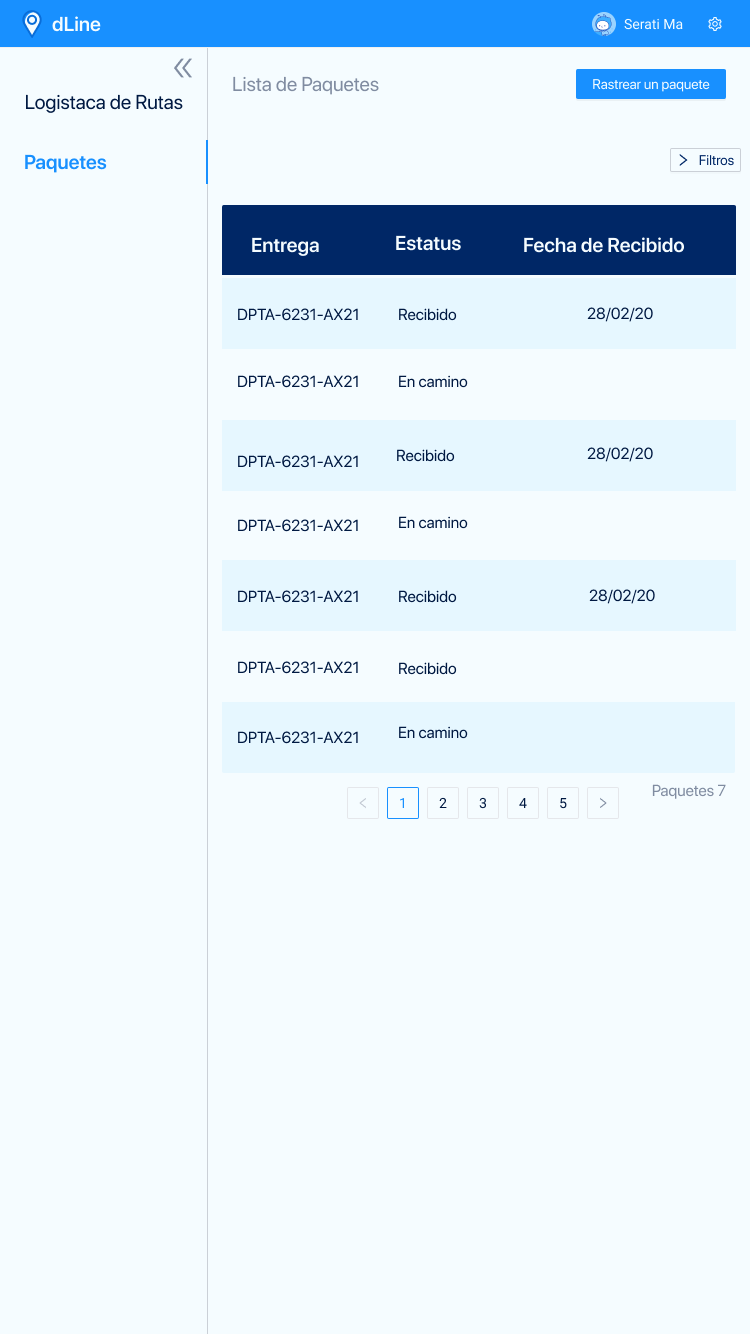 dLine
Serati Ma
Logistaca de Rutas
Paquetes
Lista de Paquetes
Rastrear un paquete
Filtros
Entrega Estatus Fecha de Recibido
DPTA-6231-AX21 Recibido 28/02/20
DPTA-6231-AX21 En camino
DPTA-6231-AX21 Recibido 28/02/20
DPTA-6231-AX21 En camino
DPTA-6231-AX21 Recibido 28/02/20
DPTA-6231-AX21 Recibido
DPTA-6231-AX21 En camino
1 2 3 4 5
Paquetes 7